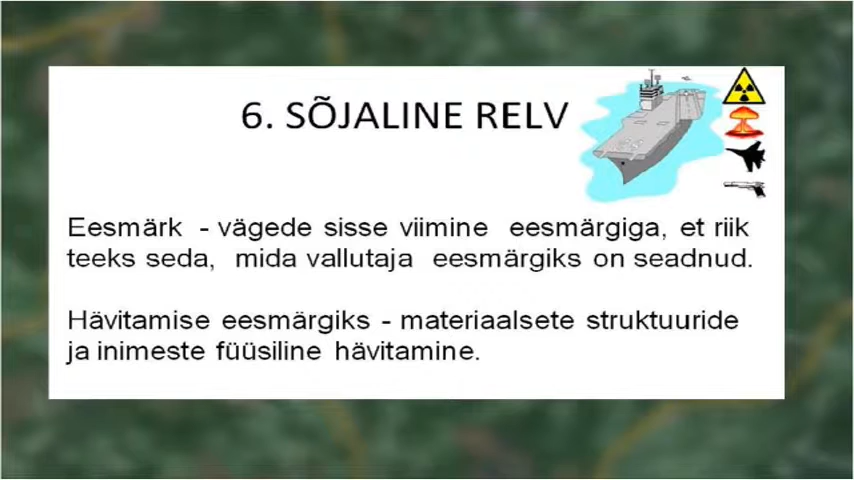 6. SÕJALINE RELV
Eesmärk - vägede sisse viimine eesmärgiga, et riik
teeks seda, mida vallutaja eesmärgiks on seadnud.
Hävitamise eesmärgiks - materiaalsete struktuuride
ja inimeste füüsiline hävitamine.